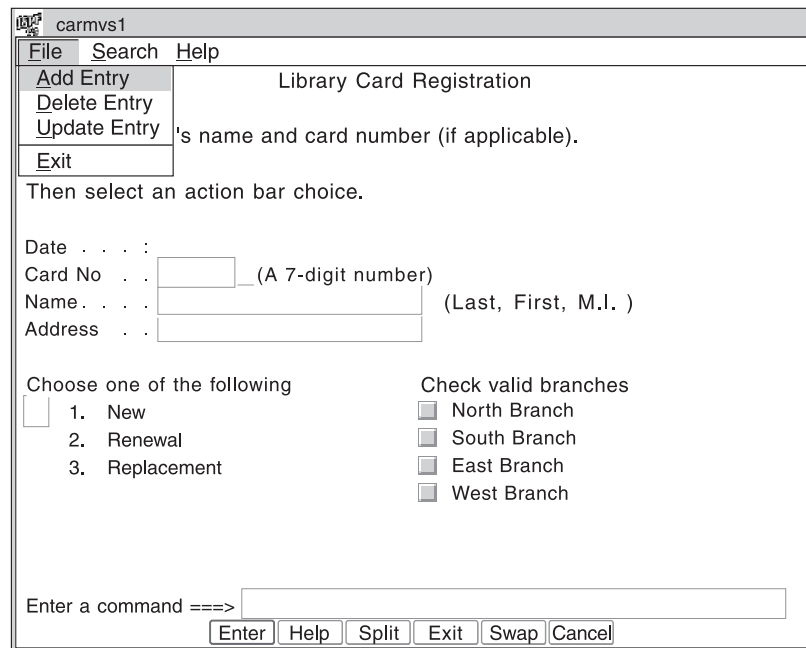 carmvs1
File Search Help
Add Entry
Library Card Registration
Delete Entry
Update Entry
's name and card number (if applicable).
Exit
Then select an action bar choice.
Date . . . :
Card No . . _ (A 7-digit number)
Name . . . . (Last, First, M.I. )
Address . .
Choose one of the following
1. New
2. Renewal
3. Replacement
Check valid branches
North Branch
South Branch
East Branch
West Branch
Enter a command ===>
Enter Help Split Exit Swap Cancel